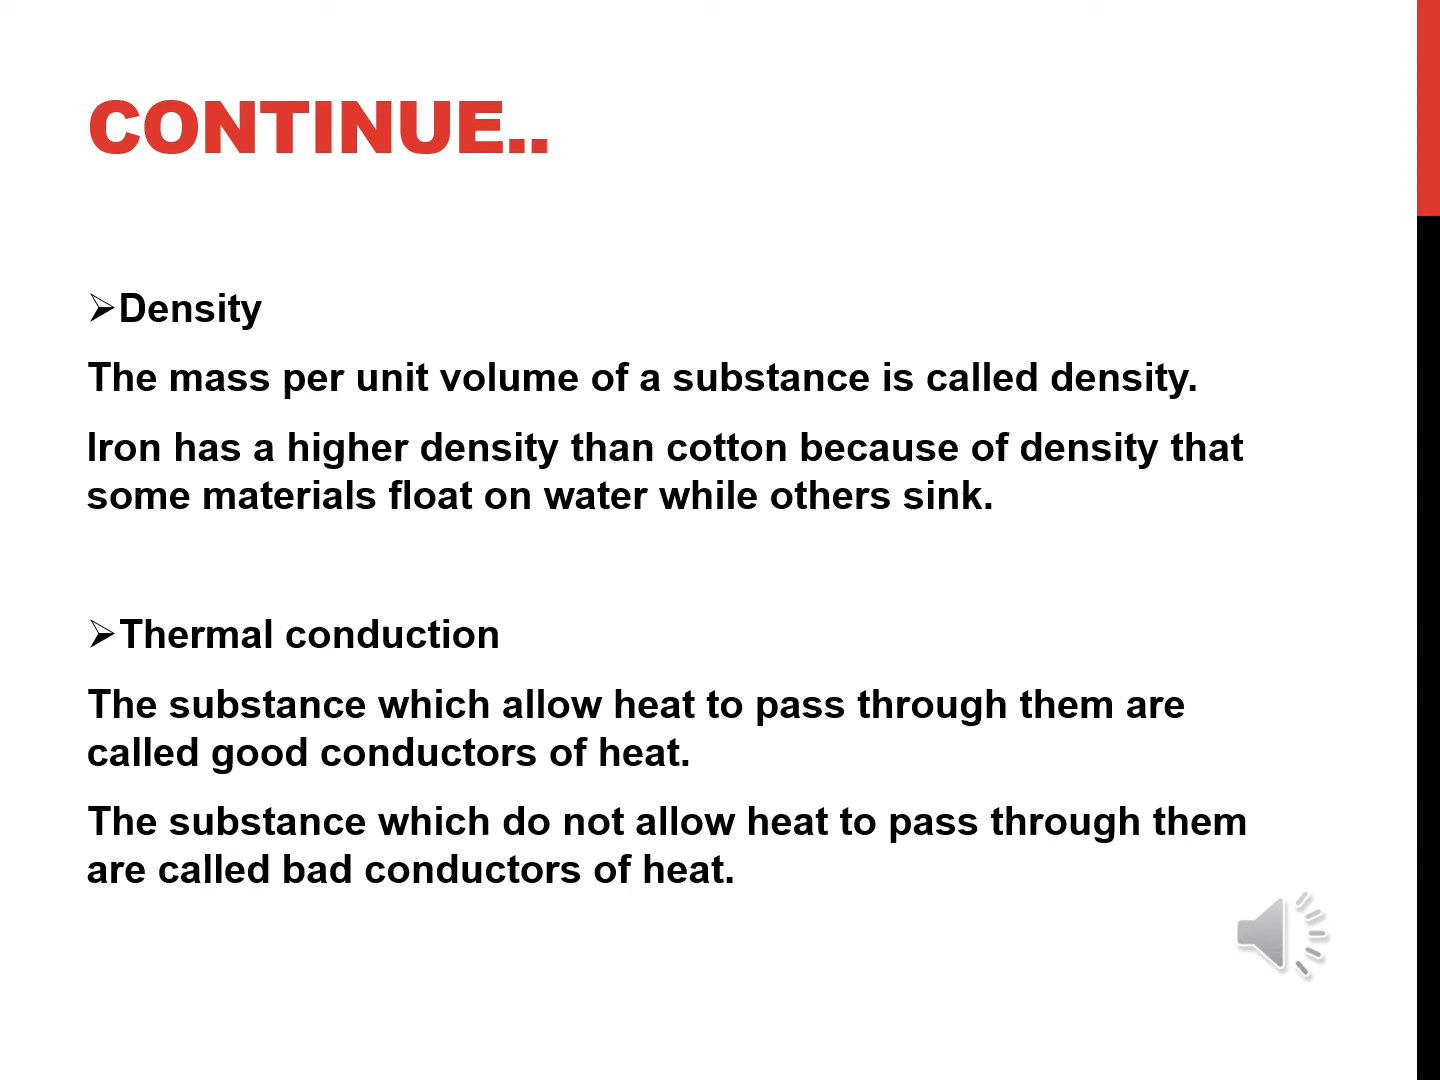 CONTINUE..
➢Density
The mass per unit volume of a substance is called density.
Iron has a higher density than cotton because of density that
some materials float on water while others sink.
➢Thermal conduction
The substance which allow heat to pass through them are
called good conductors of heat.
The substance which do not allow heat to pass through them
are called bad conductors of heat.